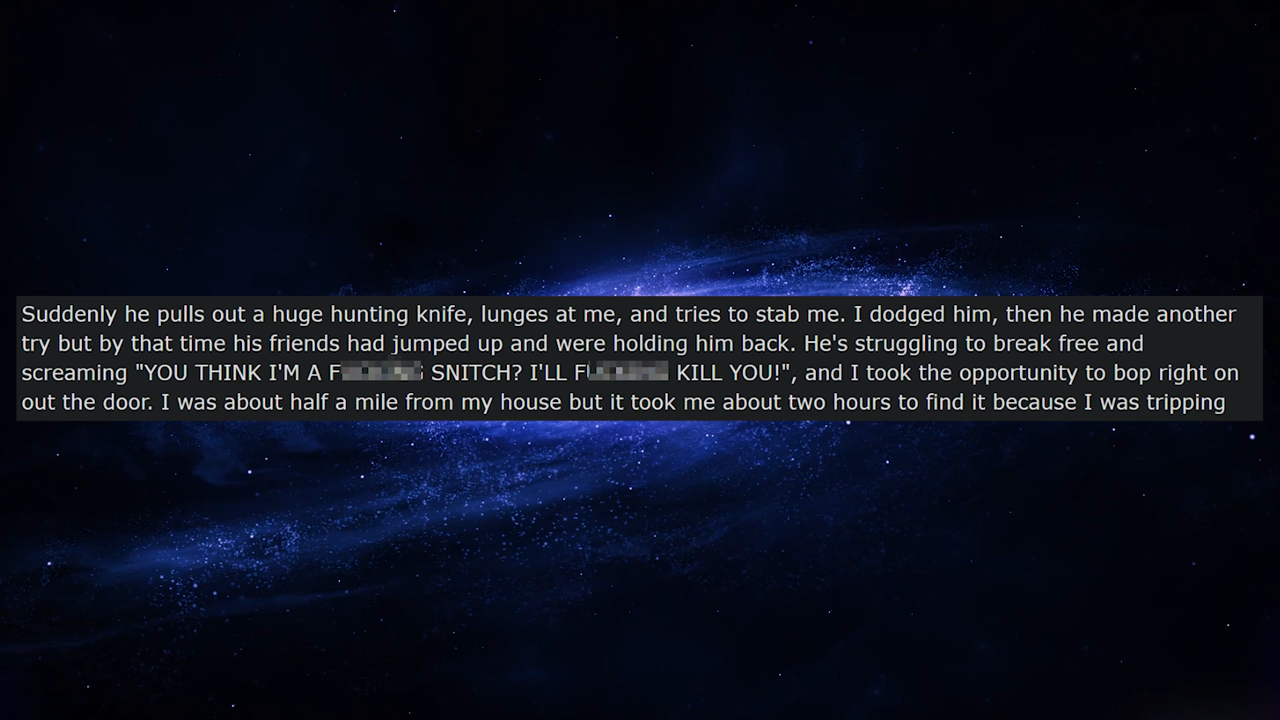 Suddenly he pulls out a huge hunting knife, lunges at me, and tries to stab me. I dodged him, then he made another
try but by that time his friends had jumped up and were holding him back. He's struggling to break free and
screaming "YOU THINK I'M A F SNITCH? I'LL F KILL YOU!", and I took the opportunity to bop right on
out the door. I was about half a mile from my house but it took me about two hours to find it because I was tripping